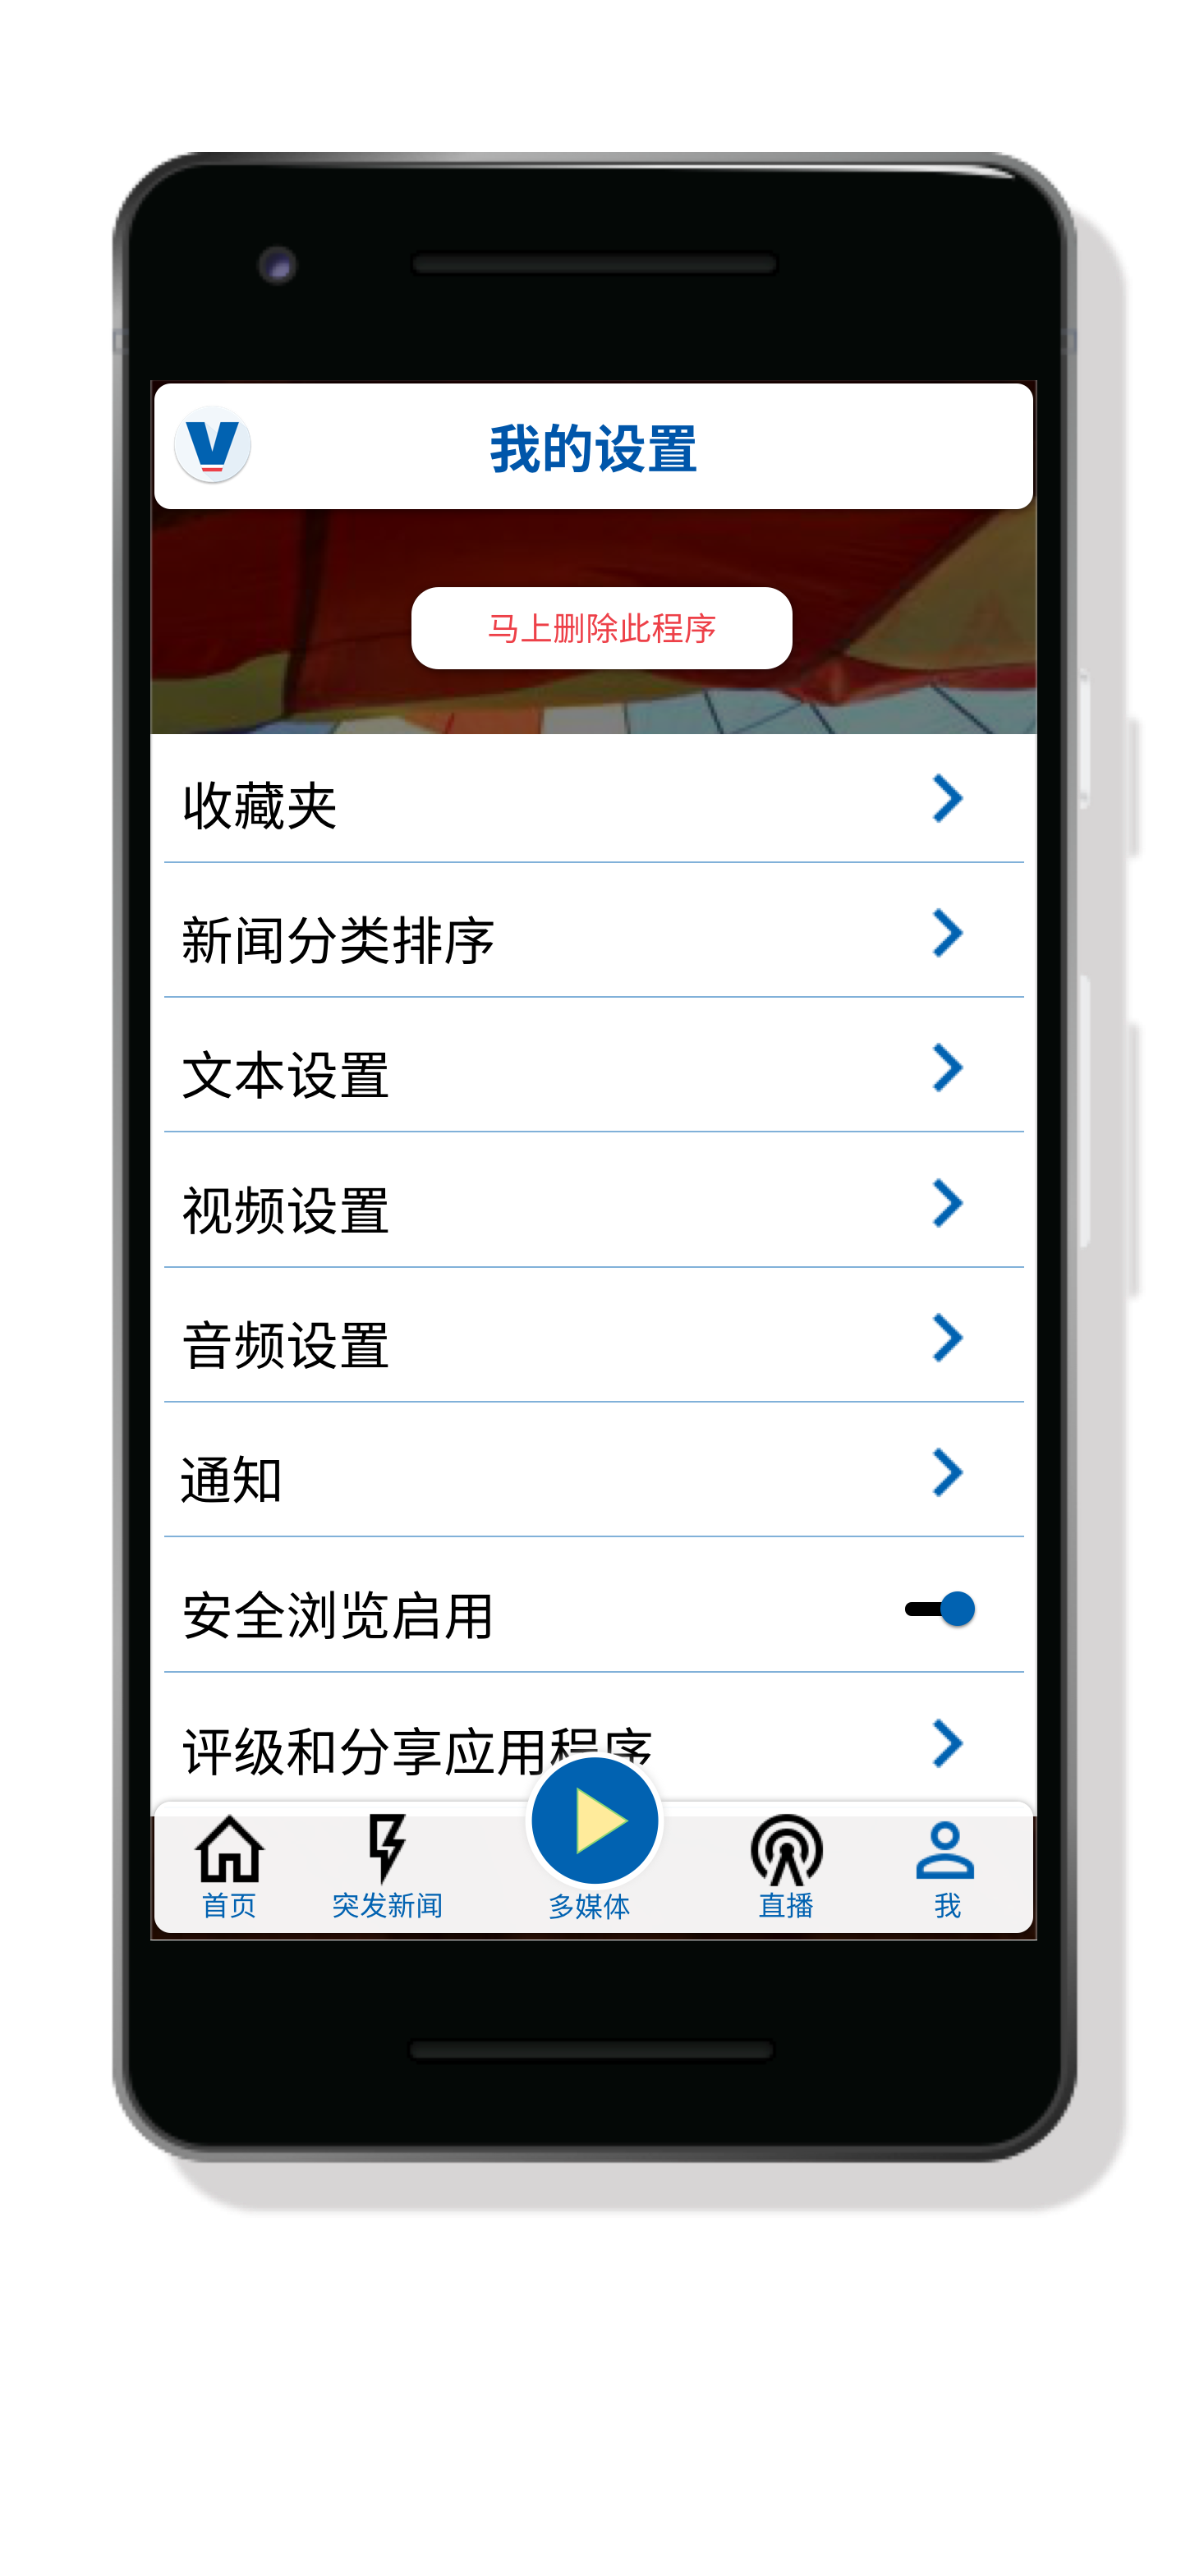 V
我的设置
马上删除此程序
收藏夹
新闻分类排序
文本设置
视频设置
音频设置
通知
安全浏览启用
评级和分享应用程序
首页
突发新闻
多媒体
直播
我